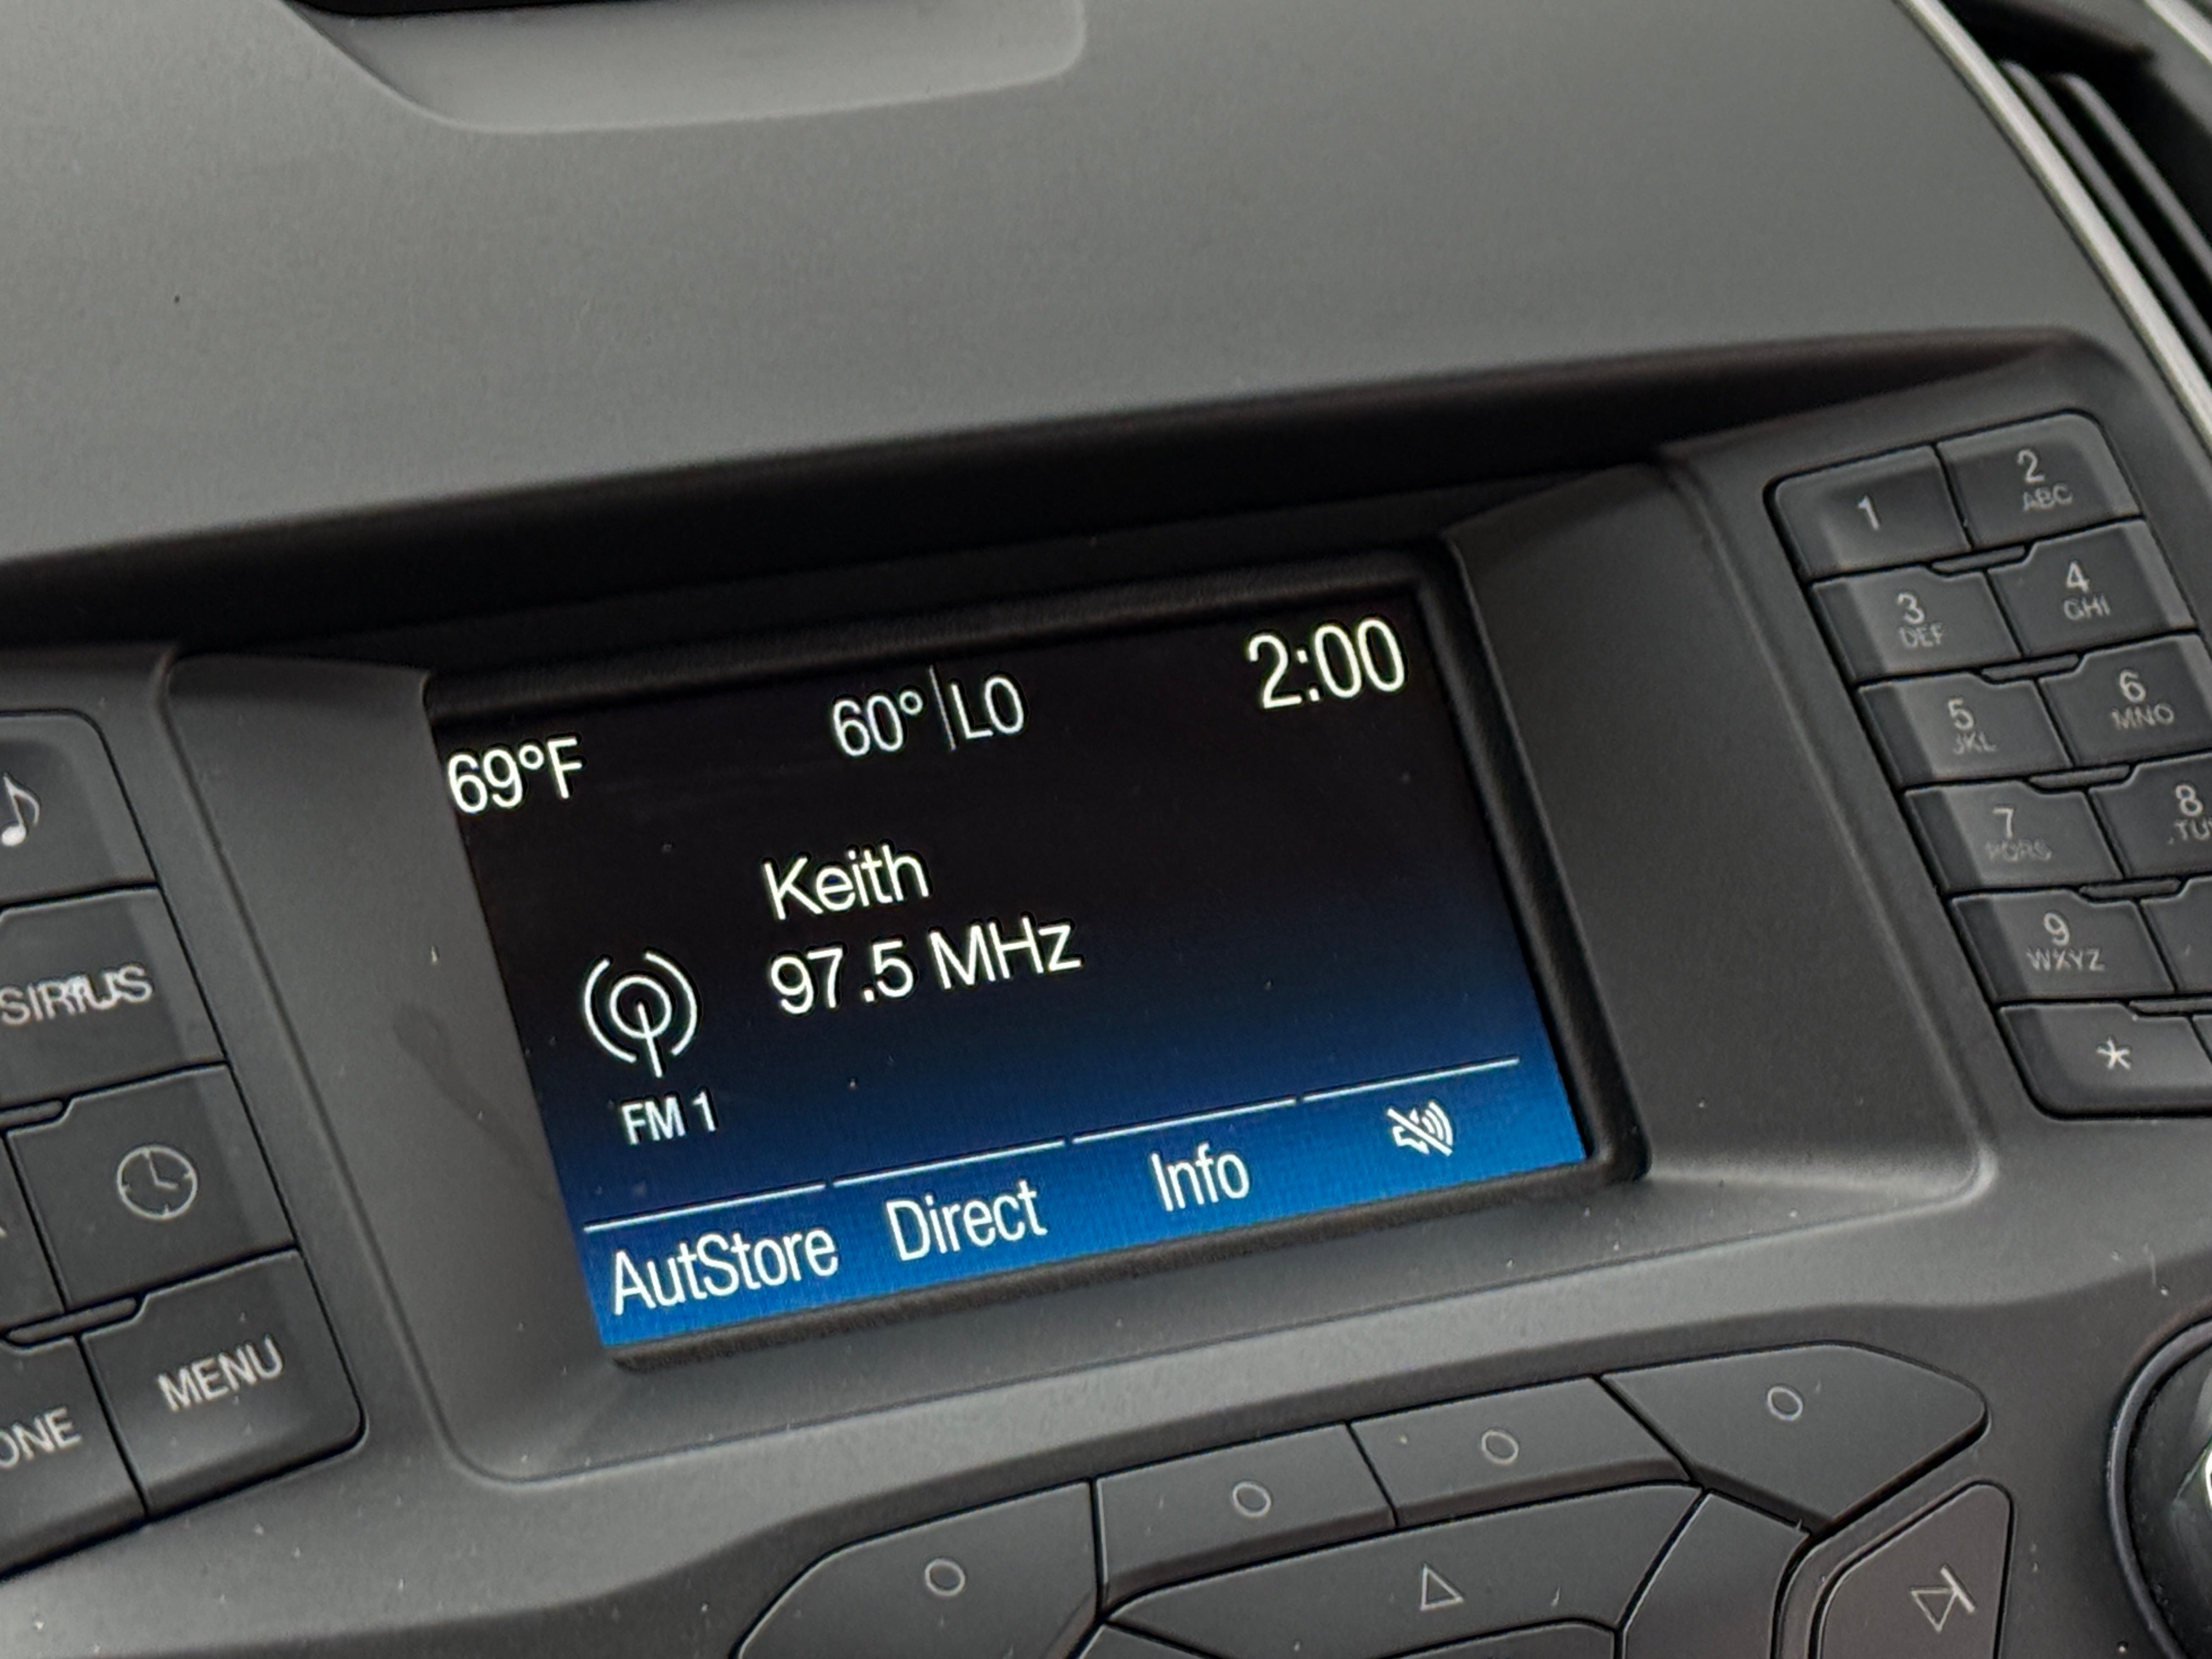 69°F
60° LO
2:00
Keith
97.5 MHz
FM 1
AutStore
Direct
Info
SIRIUS
MENU
1
2
ABC
3
DEF
4
GHI
5
JKL
6
MNO
7
PQRS
8
9
WXYZ
*